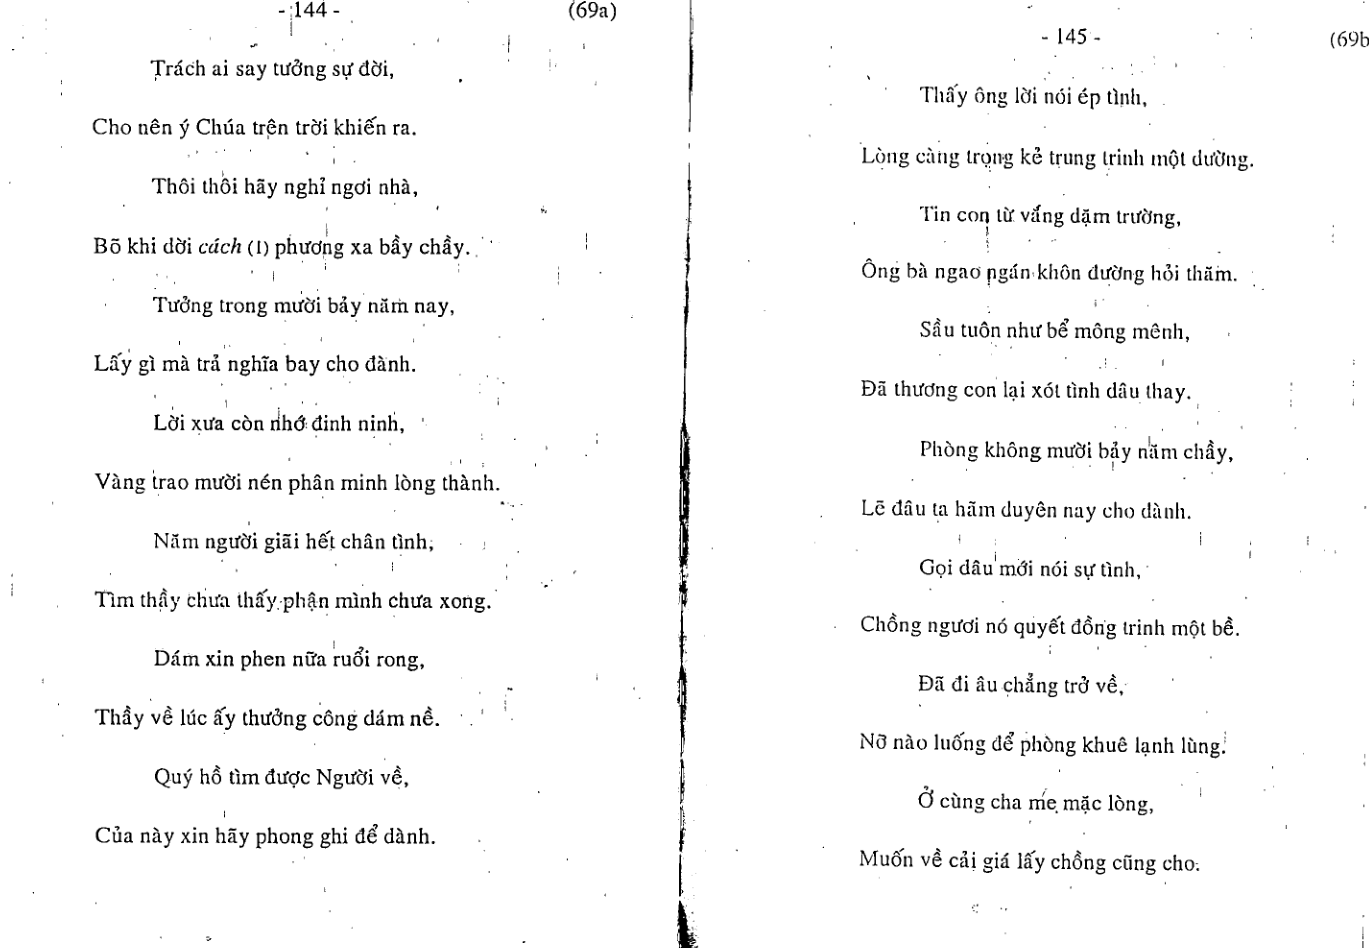 - 144 -
(69a)
Trách ai say tưởng sự đời,
Cho nên ý Chúa trện trời khiến ra.
Thôi thôi hãy nghỉ ngơi nhà,
Bõ khi dời cách (1) phương xa bầy chầy.
Tưởng trong mười bảy năm nay,
Lấy gì mà trả nghĩa bay cho đành.
Lời xưa còn nhớ đinh ninh,
Vàng trao mười nén phân minh lòng thành.
Năm người giãi hết chân tình,
Tìm thầy chưa thấy phận mình chưa xong.
Dám xin phen nữa ruổi rong,
Thầy về lúc ấy thưởng công dám nề.
Quý hồ tìm được Người về,
Của này xin hãy phong ghi để dành.
- 145 -
(69b
Thấy ông lời nói ép tình,
Lòng càng trọng kẻ trung trinh một dường.
Tin con từ vắng dặm trường,
Ông bà ngao ngán khôn đường hỏi thăm.
Sầu tuôn như bể mông mênh,
Đã thương con lại xót tình dâu thay.
Phòng không mười bảy năm chầy,
Lẽ đâu ta hãm duyên nay cho dành.
Gọi dâu mới nói sự tình,
Chồng ngươi nó quyết đồng trinh một bề.
Đã đi âu chẳng trở về,
Nỡ nào luống để phòng khuê lạnh lùng.
Ở cùng cha mẹ mặc lòng,
Muốn về cải giá lấy chồng cũng cho.